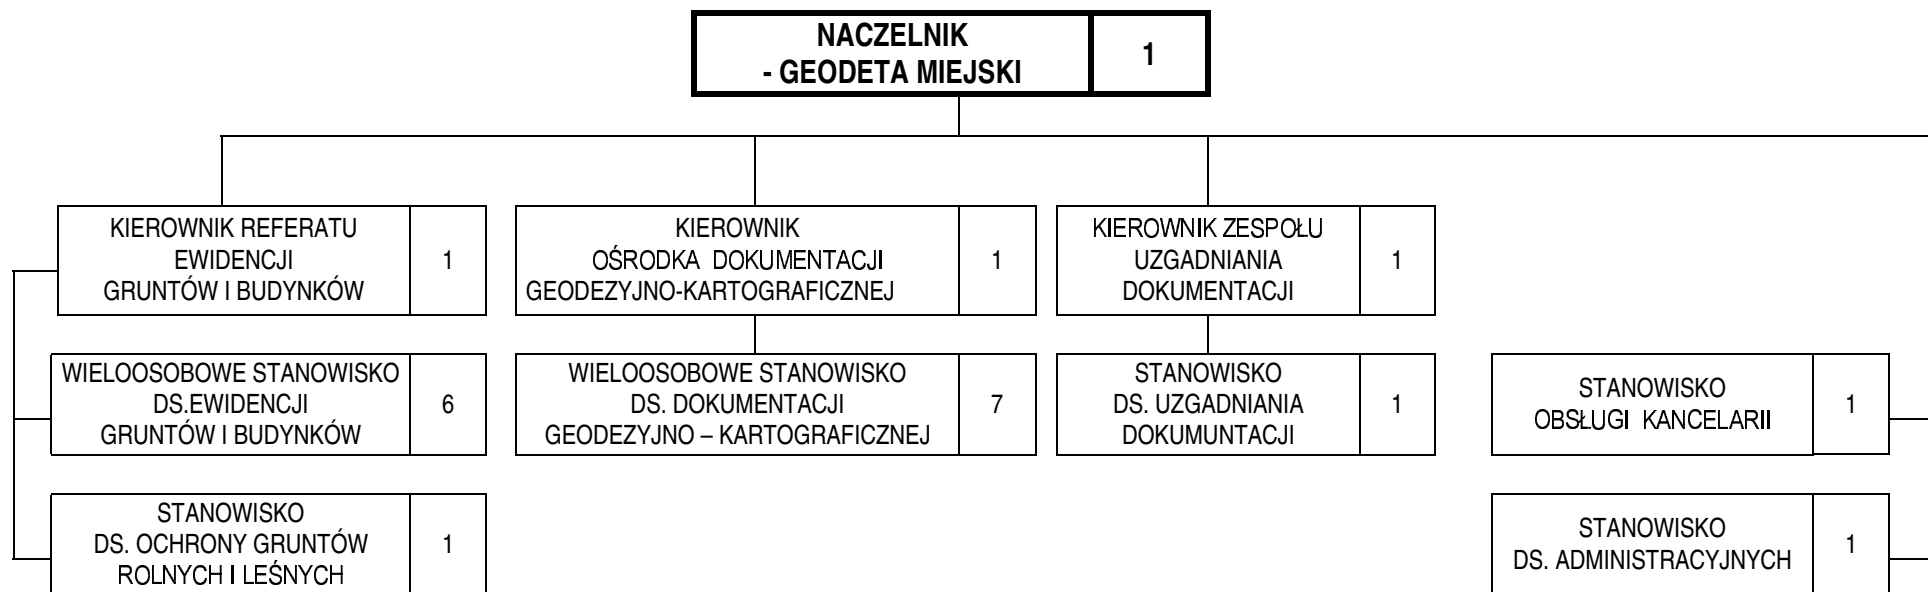 NACZELNIK
- GEODETA MIEJSKI
1
KIEROWNIK REFERATU
EWIDENCJI
GRUNTÓW I BUDYNKÓW
1
KIEROWNIK
OŚRODKA DOKUMENTACJI
GEODEZYJNO-KARTOGRAFICZNEJ
1
KIEROWNIK ZESPOŁU
UZGADNIANIA
DOKUMENTACJI
1
WIELOOSOBOWE STANOWISKO
DS.EWIDENCJI
GRUNTÓW I BUDYNKÓW
6
WIELOOSOBOWE STANOWISKO
DS. DOKUMENTACJI
GEODEZYJNO – KARTOGRAFICZNEJ
7
STANOWISKO
DS. UZGADNIANIA
DOKUMUNTACJI
1
STANOWISKO
OBSŁUGI KANCELARII
1
STANOWISKO
DS. OCHRONY GRUNTÓW
ROLNYCH I LEŚNYCH
1
STANOWISKO
DS. ADMINISTRACYJNYCH
1